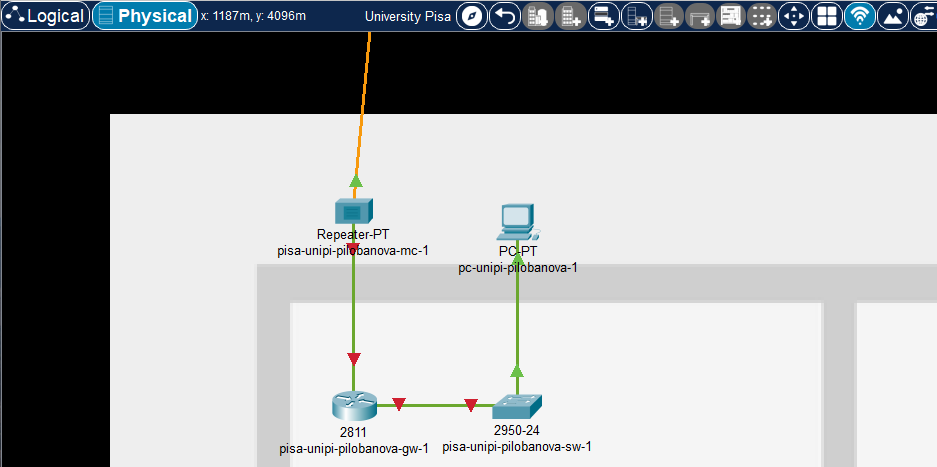 Logical
Physical
x: 1187m, y: 4096m
University Pisa
Repeater-PT
pisa-unipi-pilobanova-mc-1
PC-PT
pc-unipi-pilobanova-1
2811
pisa-unipi-pilobanova-gw-1
2950-24
pisa-unipi-pilobanova-sw-1